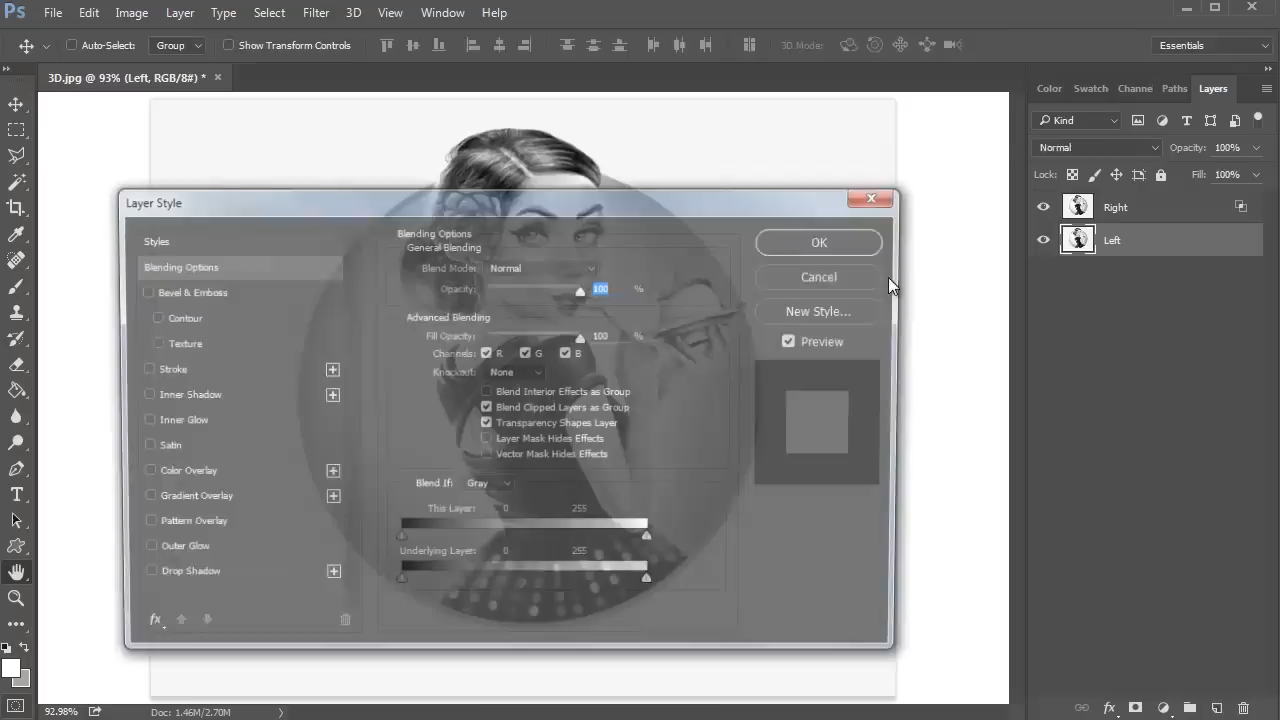 Ps File Edit Image Layer Type Select Filter 3D View Window Help
Auto-Select: Group Show Transform Controls 3D Mode: Essentials
3D.jpg @ 93% (Left, RGB/8#) * ×
Color Swatch Channe Paths Layers
Kind
Normal Opacity: 100%
Lock: Fill: 100%
Right
Left
Layer Style
Styles
Blending Options
Bevel & Emboss
Contour
Texture
Stroke
Inner Shadow
Inner Glow
Satin
Color Overlay
Gradient Overlay
Pattern Overlay
Outer Glow
Drop Shadow
fx
Blending Options
General Blending
Blend Mode: Normal
Opacity: 100 %
Advanced Blending
Fill Opacity: 100 %
Channels: R G B
Knockout: None
Blend Interior Effects as Group
Blend Clipped Layers as Group
Transparency Shapes Layer
Layer Mask Hides Effects
Vector Mask Hides Effects
Blend If: Gray
This Layer: 0 255
Underlying Layer: 0 255
OK
Cancel
New Style...
Preview
92.98% Doc: 1.46M/2.70M
fx